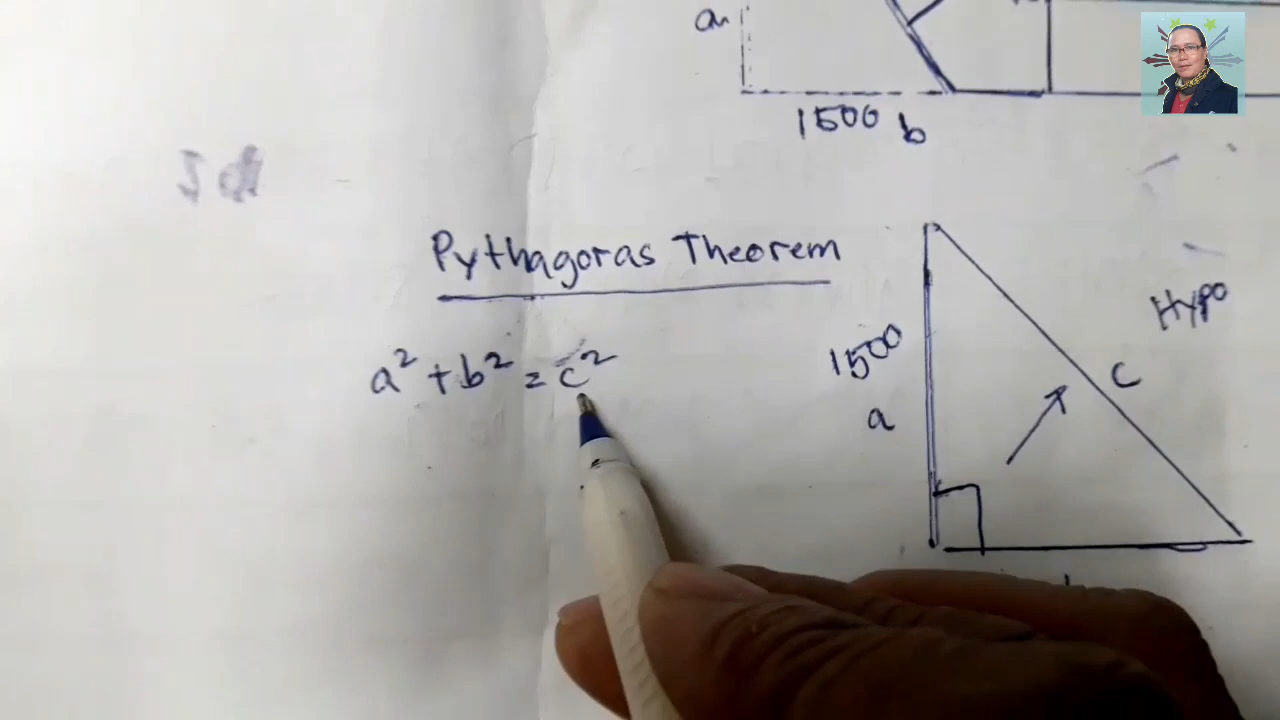 a
1500 b
Pythagoras Theorem
a² + b² = c²
1500
a
Hypo
C